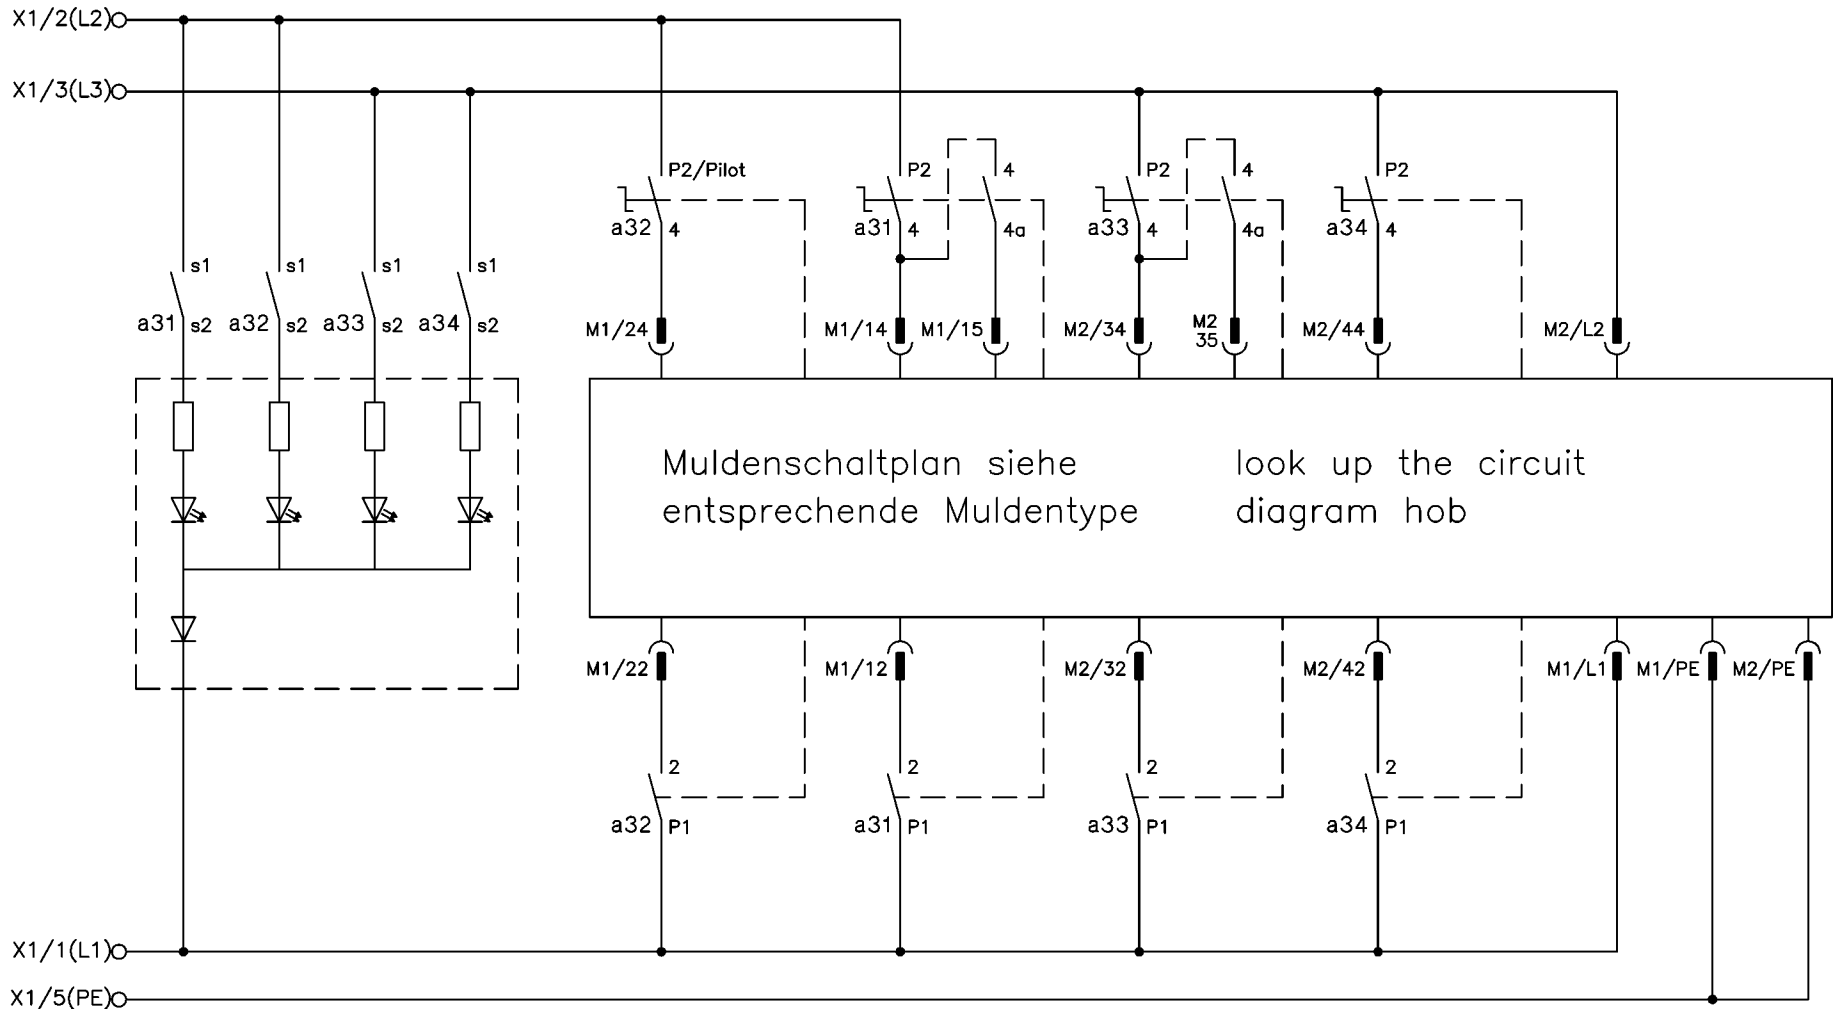 X1/2(L2)
X1/3(L3)
P2/Pilot
P2
4
P2
4
P2
a32
4
a31
4
4a
a33
4
4a
a34
4
s1
s1
s1
s1
a31
s2
a32
s2
a33
s2
a34
s2
M1/24
M1/14
M1/15
M2/34
M2
35
M2/44
M2/L2
Muldenschaltplan siehe
entsprechende Muldentype
look up the circuit
diagram hob
M1/22
M1/12
M2/32
M2/42
M1/L1
M1/PE
M2/PE
2
2
2
2
a32
P1
a31
P1
a33
P1
a34
P1
X1/1(L1)
X1/5(PE)